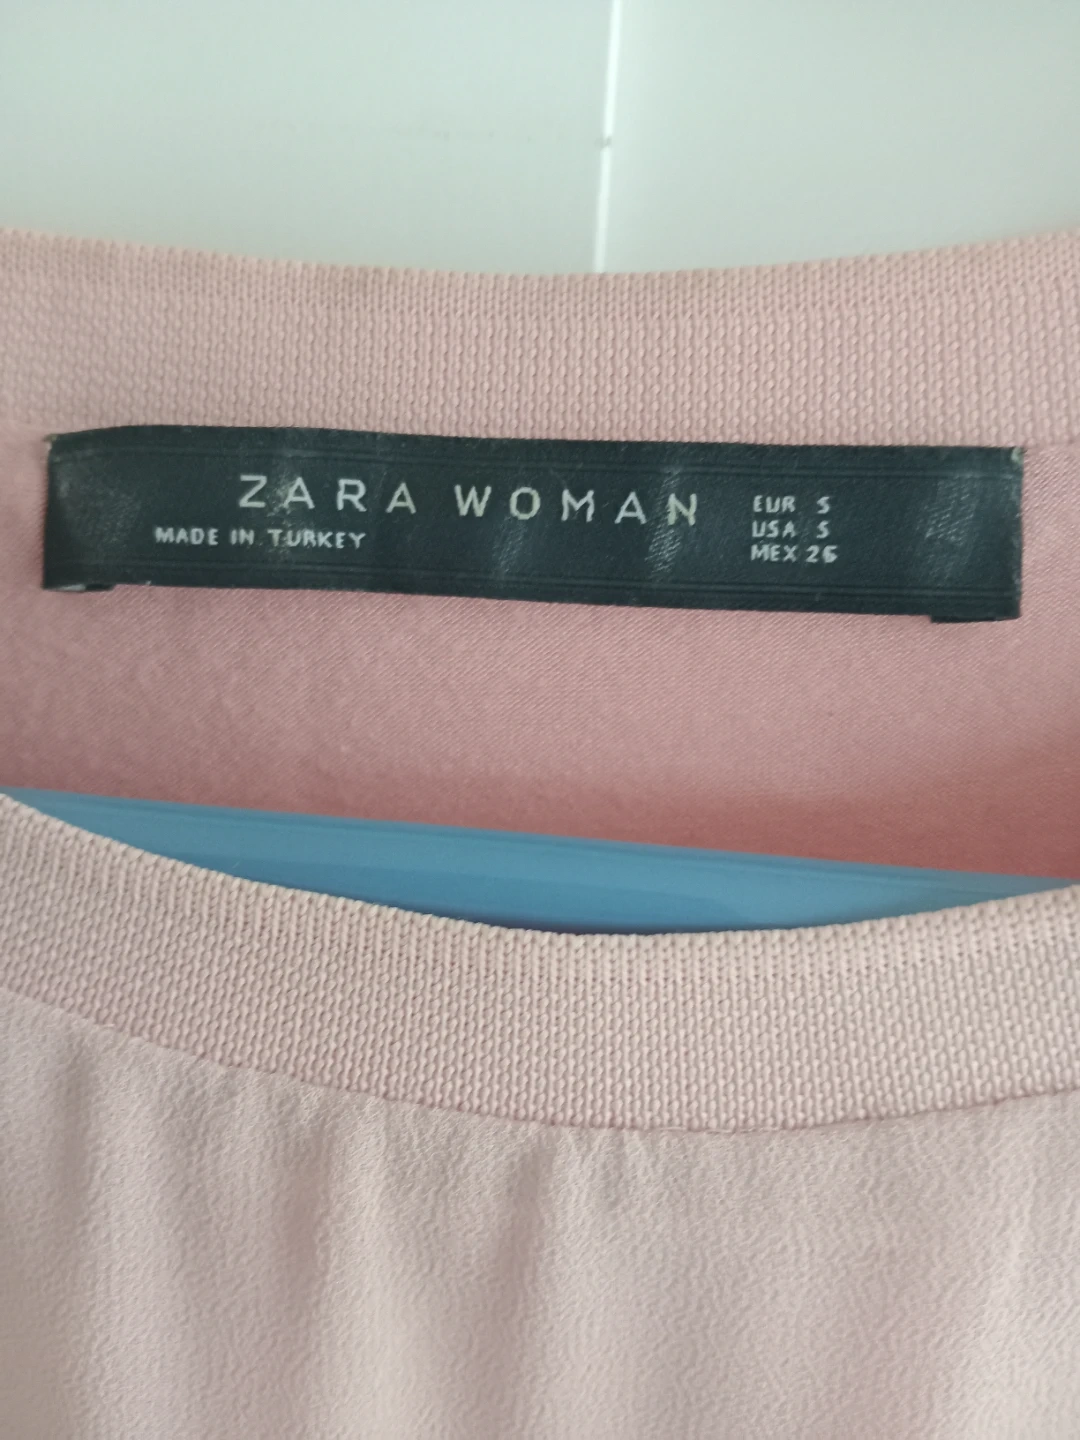 ZARA WOMAN
MADE IN TURKEY
EUR S
USA S
MEX 26